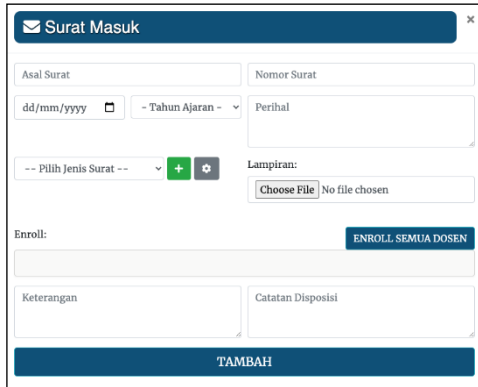 Surat Masuk
×
Asal Surat
Nomor Surat
dd/mm/yyyy
- Tahun Ajaran -
Perihal
-- Pilih Jenis Surat --
+
Lampiran:
Choose File No file chosen
Enroll:
ENROLL SEMUA DOSEN
Keterangan
Catatan Disposisi
TAMBAH